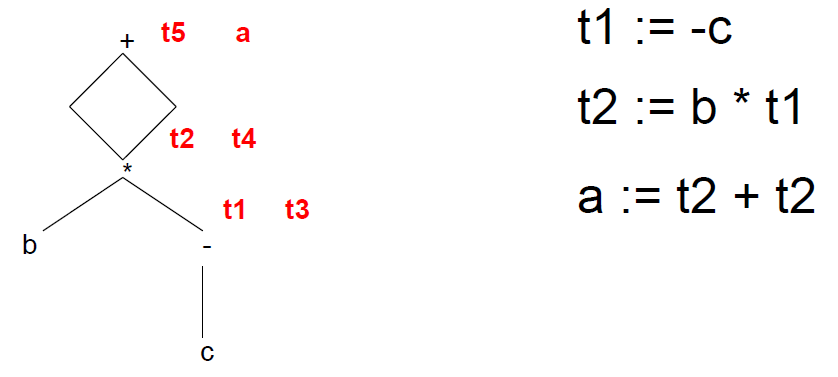 + t5 a
t2 t4
*
t1 t3
b -
c
t1 := -c
t2 := b * t1
a := t2 + t2